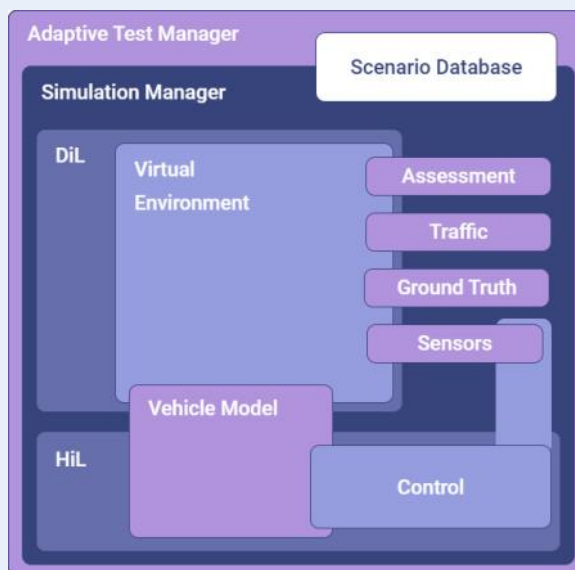 Adaptive Test Manager
Scenario Database
Simulation Manager
DiL
Virtual
Environment
Assessment
Traffic
Ground Truth
Sensors
Vehicle Model
HiL
Control